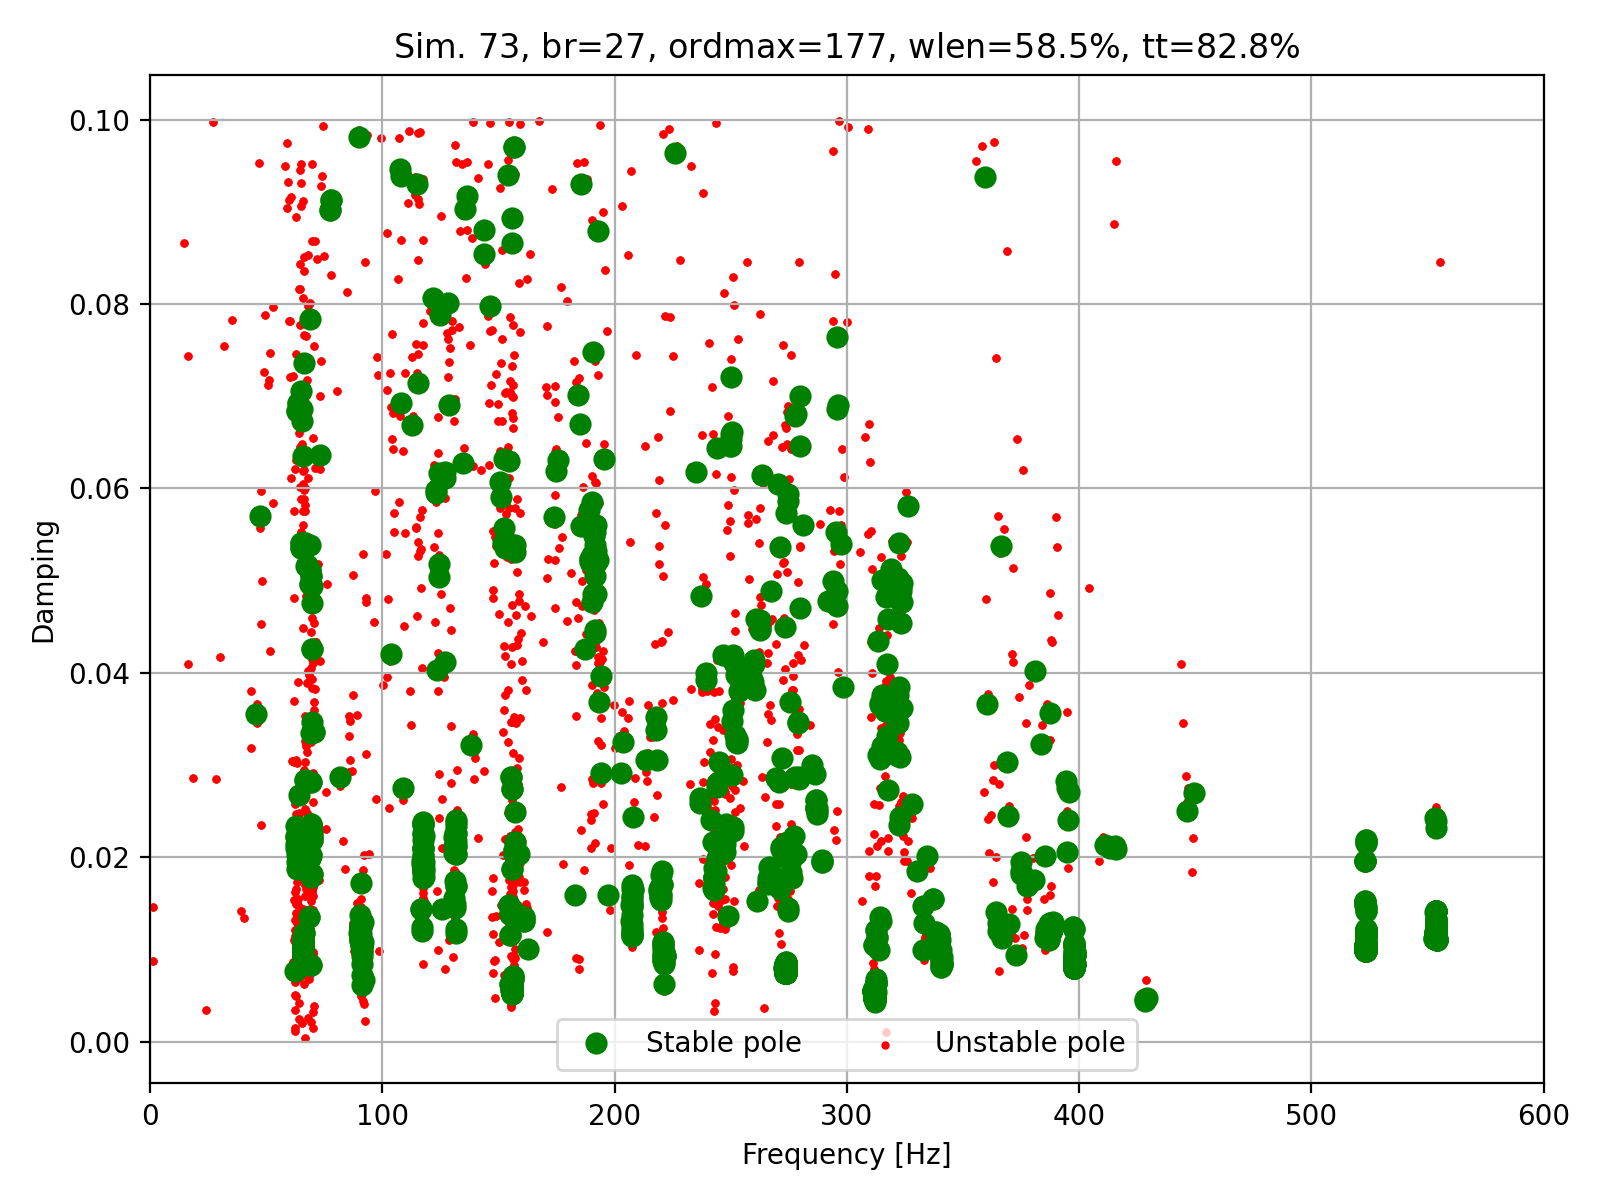 Sim. 73, br=27, ordmax=177, wlen=58.5%, tt=82.8%
0.10
0.08
0.06
0.04
0.02
0.00
Damping
Stable pole Unstable pole
0 100 200 300 400 500 600
Frequency [Hz]